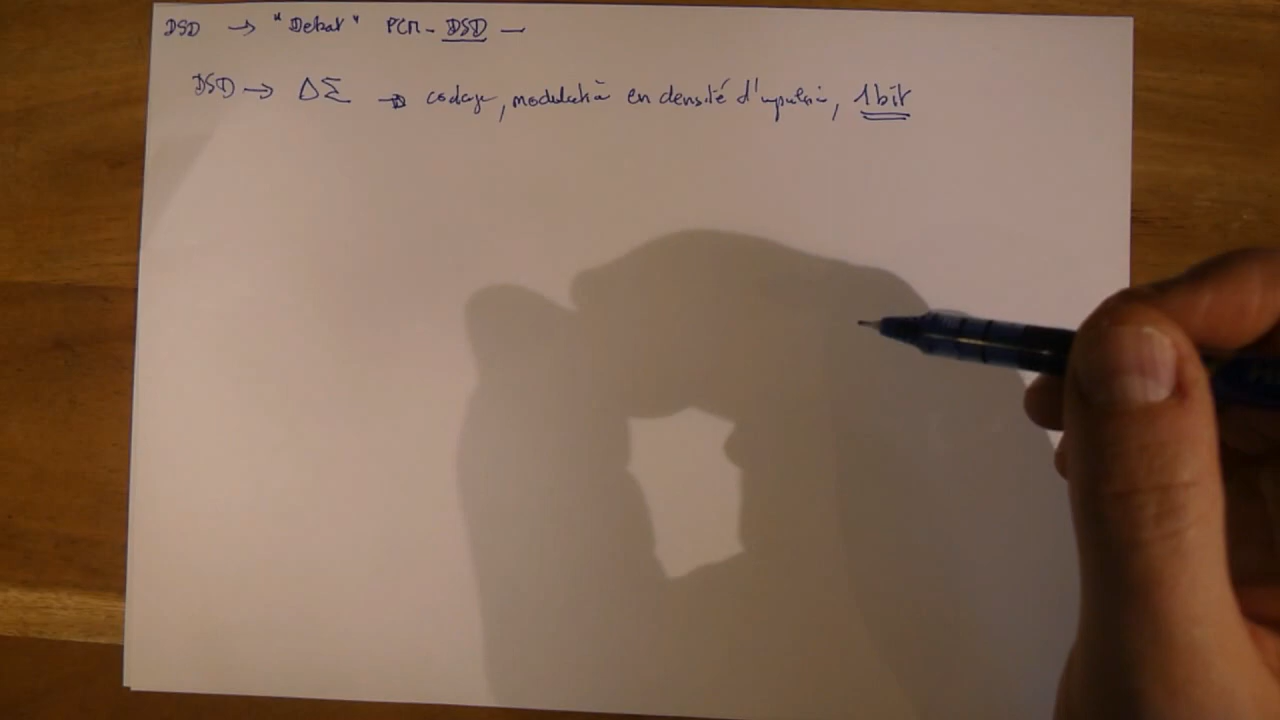 DSD → "Debat" PCM - DSD —
DSD → ΔΣ → codage, modulation en densité d'impulsion, 1 bit